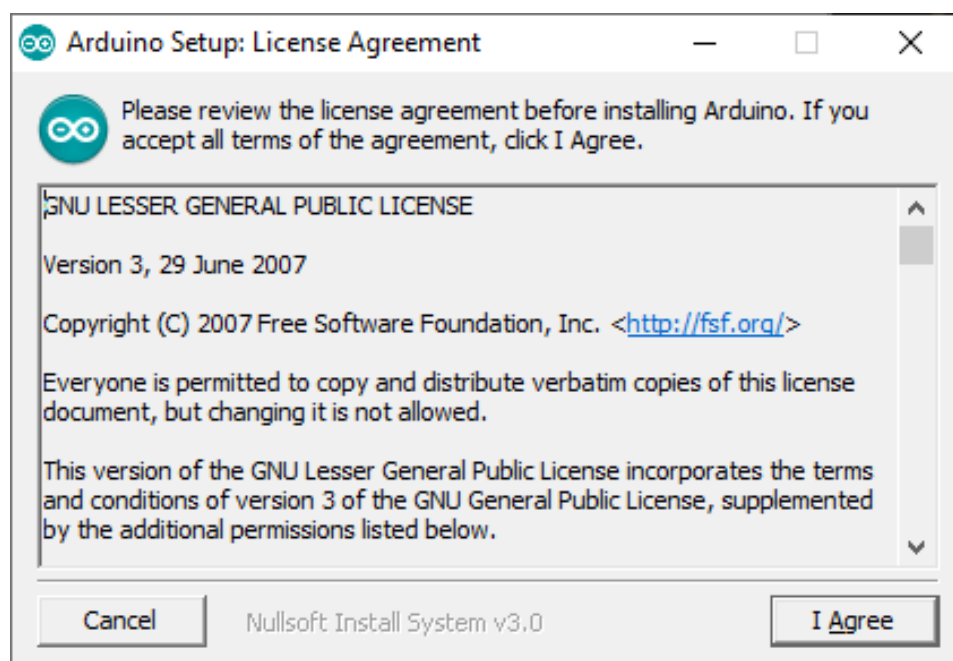 Arduino Setup: License Agreement
Please review the license agreement before installing Arduino. If you
accept all terms of the agreement, click I Agree.
GNU LESSER GENERAL PUBLIC LICENSE
Version 3, 29 June 2007
Copyright (C) 2007 Free Software Foundation, Inc. <http://fsf.org/>
Everyone is permitted to copy and distribute verbatim copies of this license
document, but changing it is not allowed.
This version of the GNU Lesser General Public License incorporates the terms
and conditions of version 3 of the GNU General Public License, supplemented
by the additional permissions listed below.
Cancel
Nullsoft Install System v3.0
I Agree